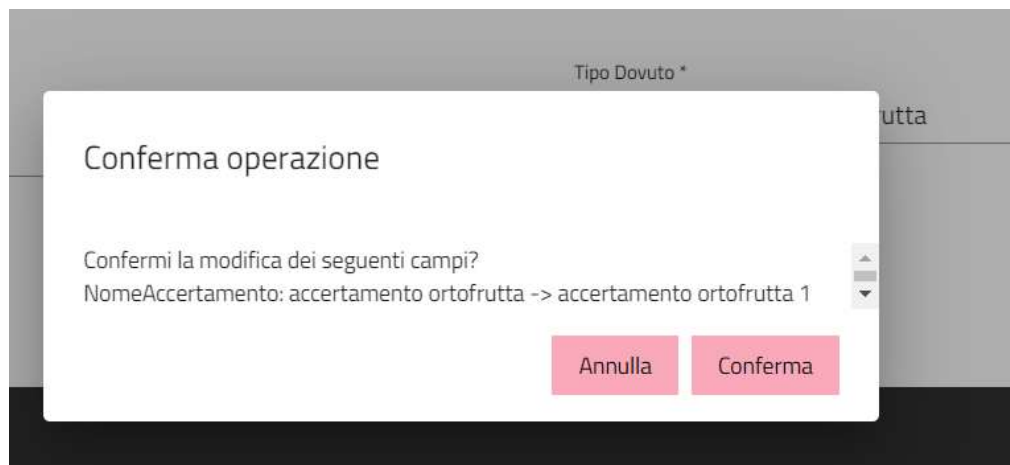 Tipo Dovuto *
utta
Conferma operazione
Confermi la modifica dei seguenti campi?
NomeAccertamento: accertamento ortofrutta -> accertamento ortofrutta 1
Annulla
Conferma